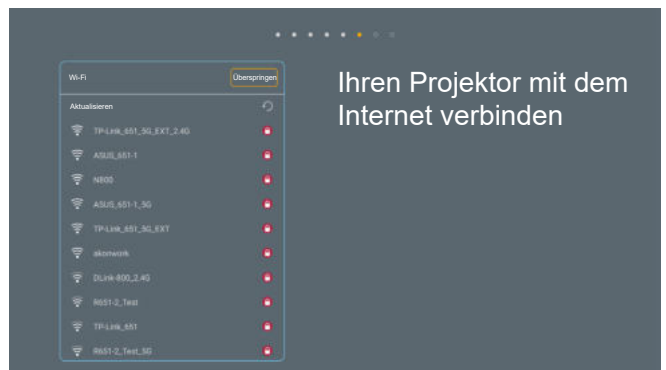 Wi-Fi
Überspringen
Ihren Projektor mit dem
Internet verbinden
Aktualisieren
TP-Link_651_5G_EXT_2.4G
ASUS_651-1
N800
ASUS_651-1_5G
TP-Link_651_5G_EXT
akonwork
DLink-800_2.4G
R651-2_Test
TP-Link_651
R651-2_Test_5G